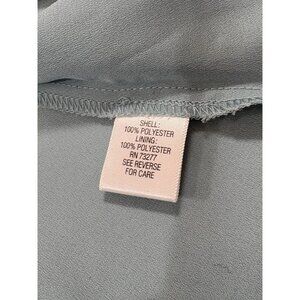 SHELL:
100% POLYESTER
LINING:
100% POLYESTER
RN 73277
SEE REVERSE
FOR CARE